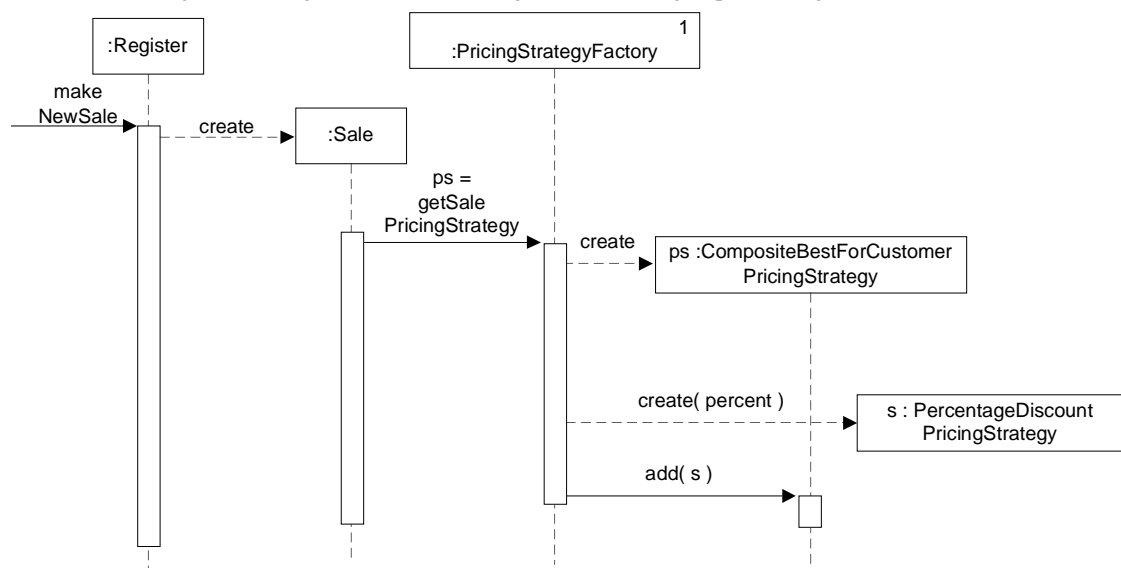 1
:Register
:PricingStrategyFactory
make
NewSale
create
:Sale
ps =
getSale
PricingStrategy
create
ps :CompositeBestForCustomer
PricingStrategy
create( percent )
s : PercentageDiscount
PricingStrategy
add( s )